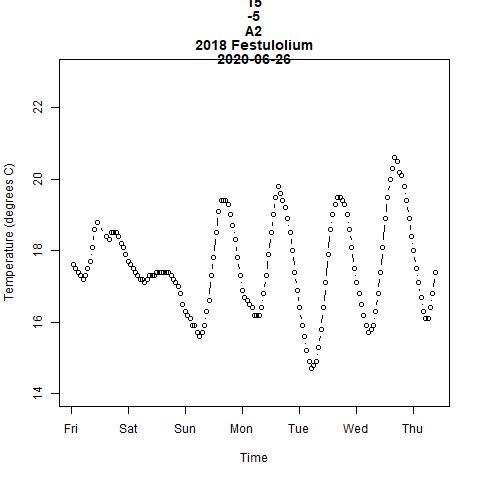 15
-5
A2
2018 Festulolium
2020-06-26
Temperature (degrees C)
22
20
18
16
14
Fri Sat Sun Mon Tue Wed Thu
Time